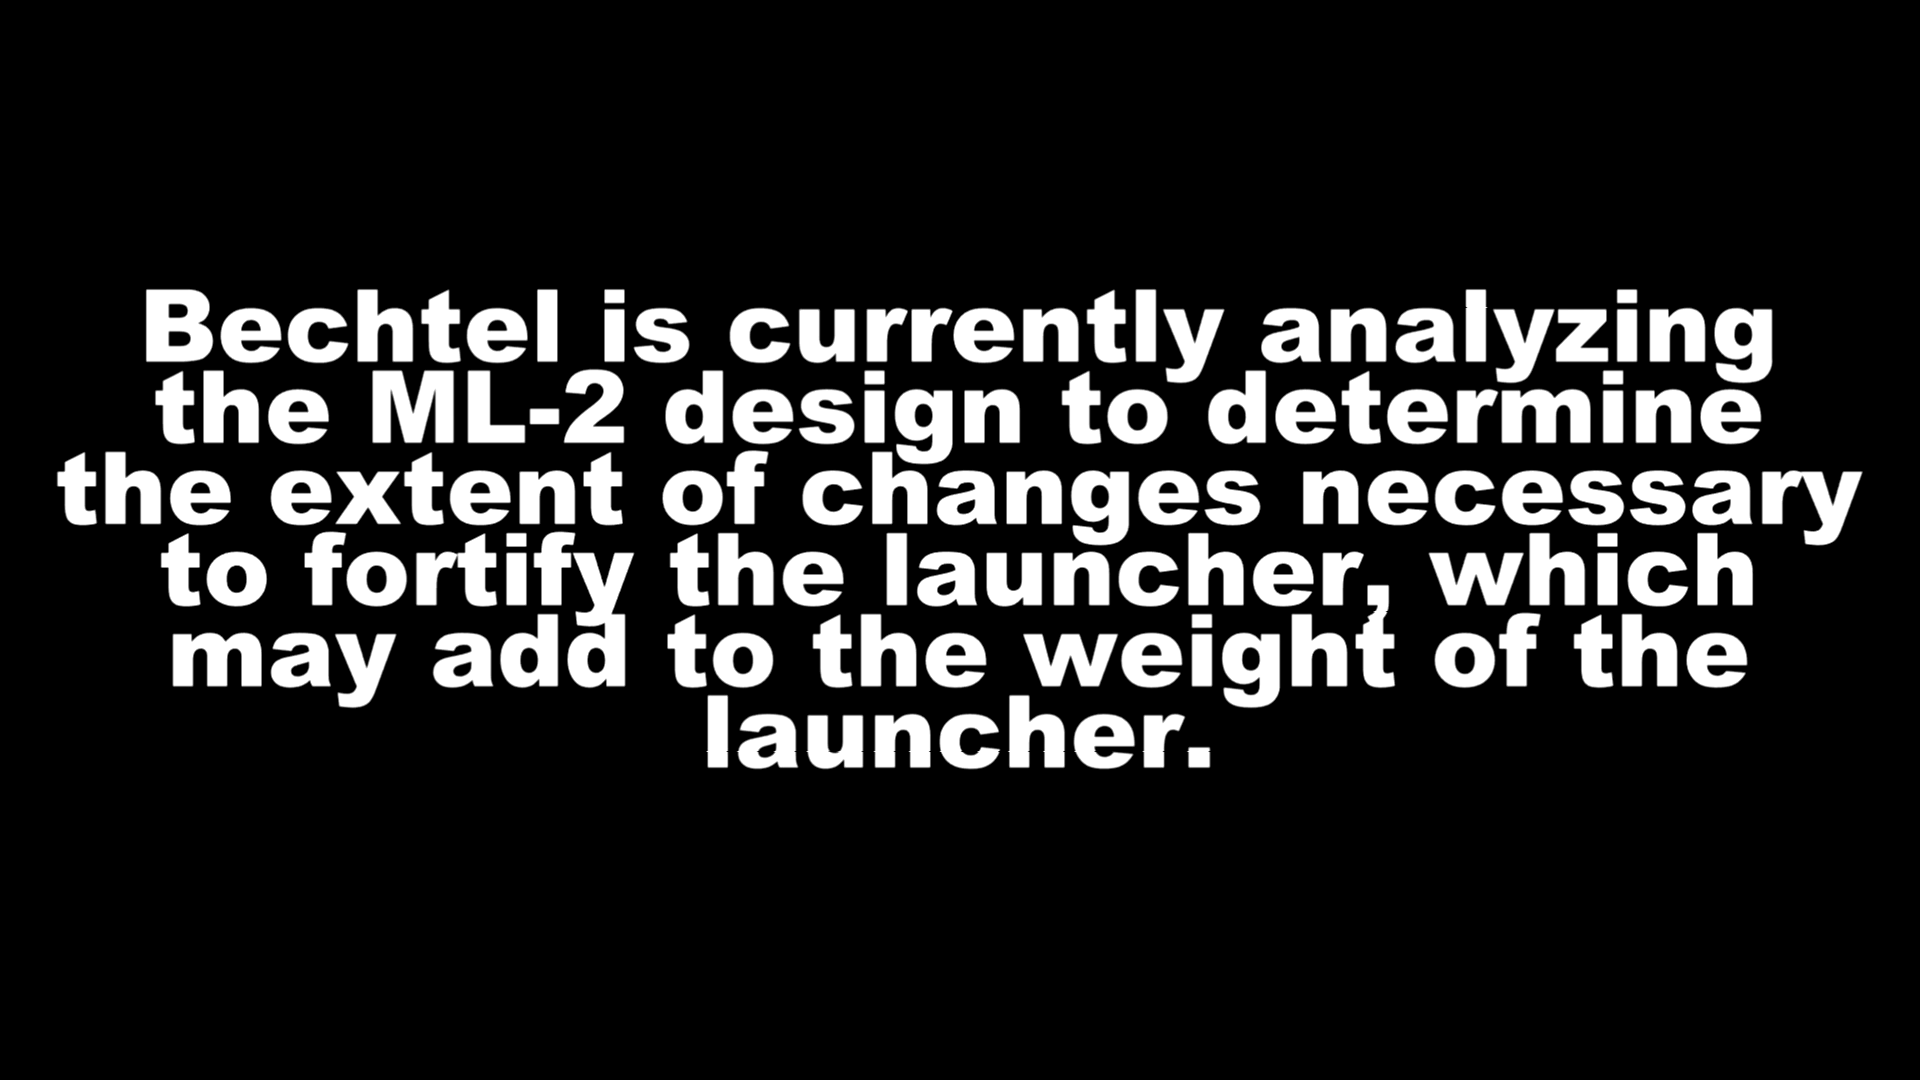 Bechtel is currently analyzing
the ML-2 design to determine
the extent of changes necessary
to fortify the launcher, which
may add to the weight of the
launcher.